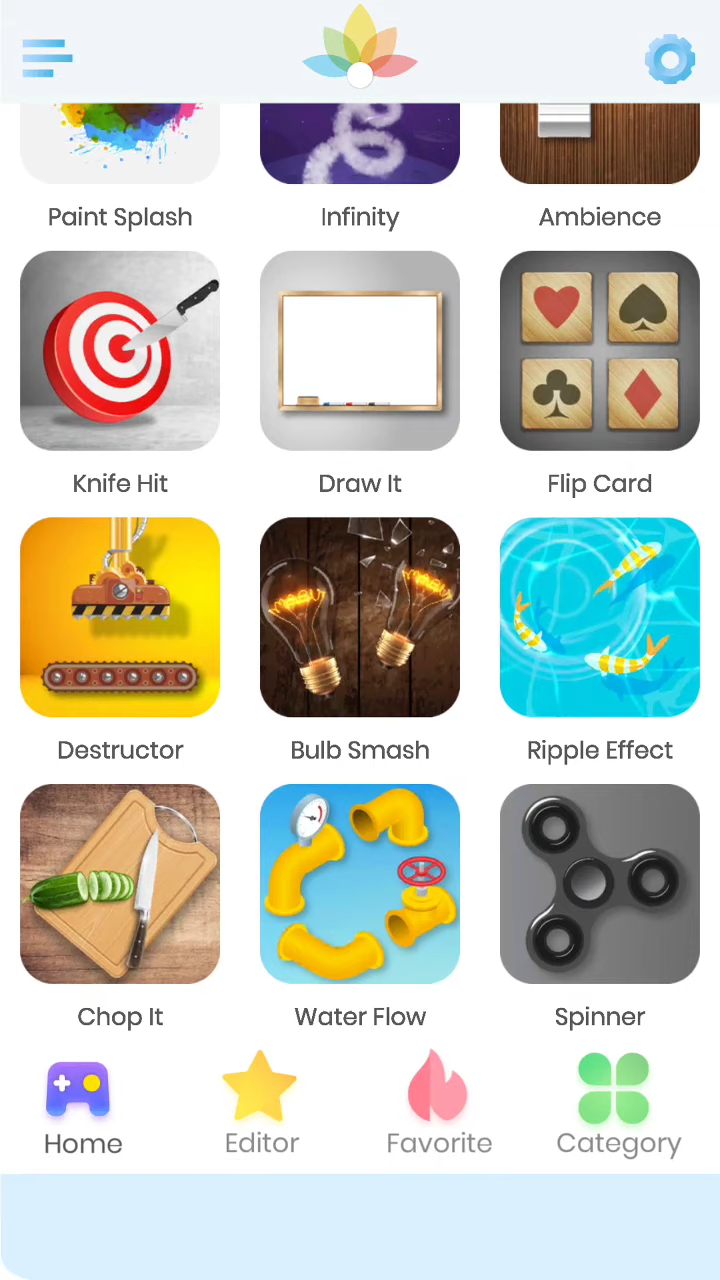 Paint Splash
Infinity
Ambience
Knife Hit
Draw It
Flip Card
Destructor
Bulb Smash
Ripple Effect
Chop It
Water Flow
Spinner
Home
Editor
Favorite
Category